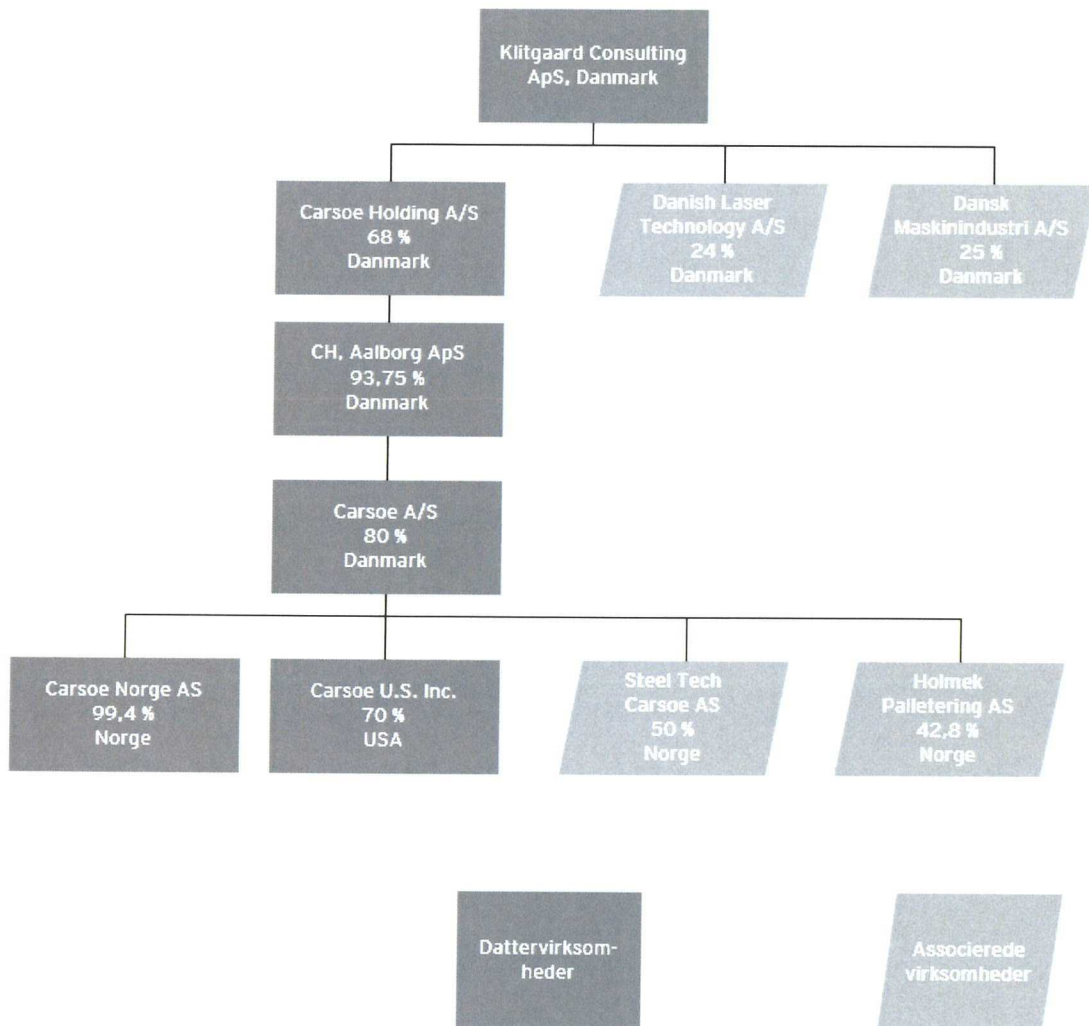 Klitgaard Consulting
ApS, Danmark
Carsoe Holding A/S
68 %
Danmark
Danish Laser
Technology A/S
24 %
Danmark
Dansk
Maskinindustri A/S
25 %
Danmark
CH, Aalborg ApS
93,75 %
Danmark
Carsoe A/S
80 %
Danmark
Carsoe Norge AS
99,4 %
Norge
Carsoe U.S. Inc.
70 %
USA
Steel Tech
Carsoe AS
50 %
Norge
Holmek
Palletering AS
42,8 %
Norge
Dattervirksom-
heder
Associerede
virksomheder